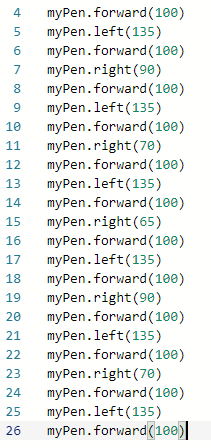 4 myPen.forward(100)
5 myPen.left(135)
6 myPen.forward(100)
7 myPen.right(90)
8 myPen.forward(100)
9 myPen.left(135)
10 myPen.forward(100)
11 myPen.right(70)
12 myPen.forward(100)
13 myPen.left(135)
14 myPen.forward(100)
15 myPen.right(65)
16 myPen.forward(100)
17 myPen.left(135)
18 myPen.forward(100)
19 myPen.right(90)
20 myPen.forward(100)
21 myPen.left(135)
22 myPen.forward(100)
23 myPen.right(70)
24 myPen.forward(100)
25 myPen.left(135)
26 myPen.forward(100)